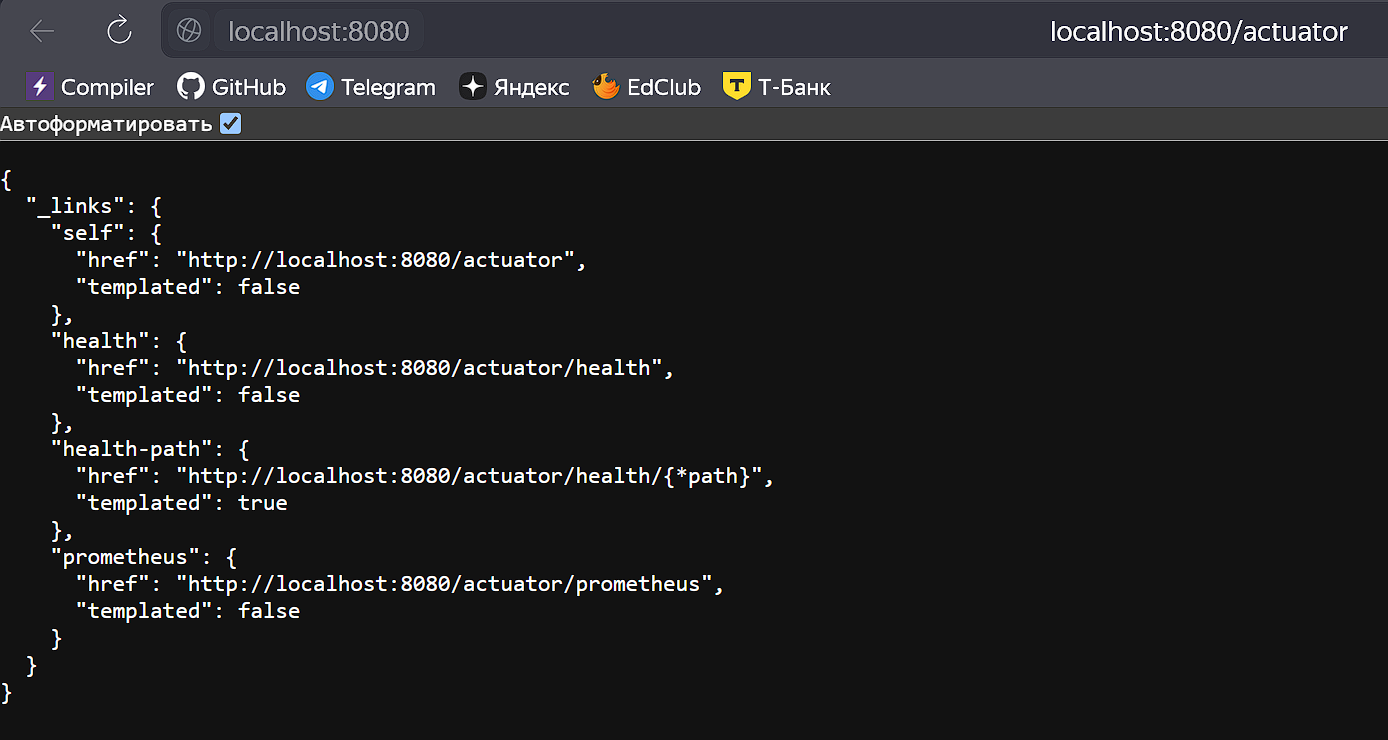 localhost:8080 localhost:8080/actuator
Compiler GitHub Telegram Яндекс EdClub Т-Банк
Автоформатировать
{
  "_links": {
    "self": {
      "href": "http://localhost:8080/actuator",
      "templated": false
    },
    "health": {
      "href": "http://localhost:8080/actuator/health",
      "templated": false
    },
    "health-path": {
      "href": "http://localhost:8080/actuator/health/{*path}",
      "templated": true
    },
    "prometheus": {
      "href": "http://localhost:8080/actuator/prometheus",
      "templated": false
    }
  }
}